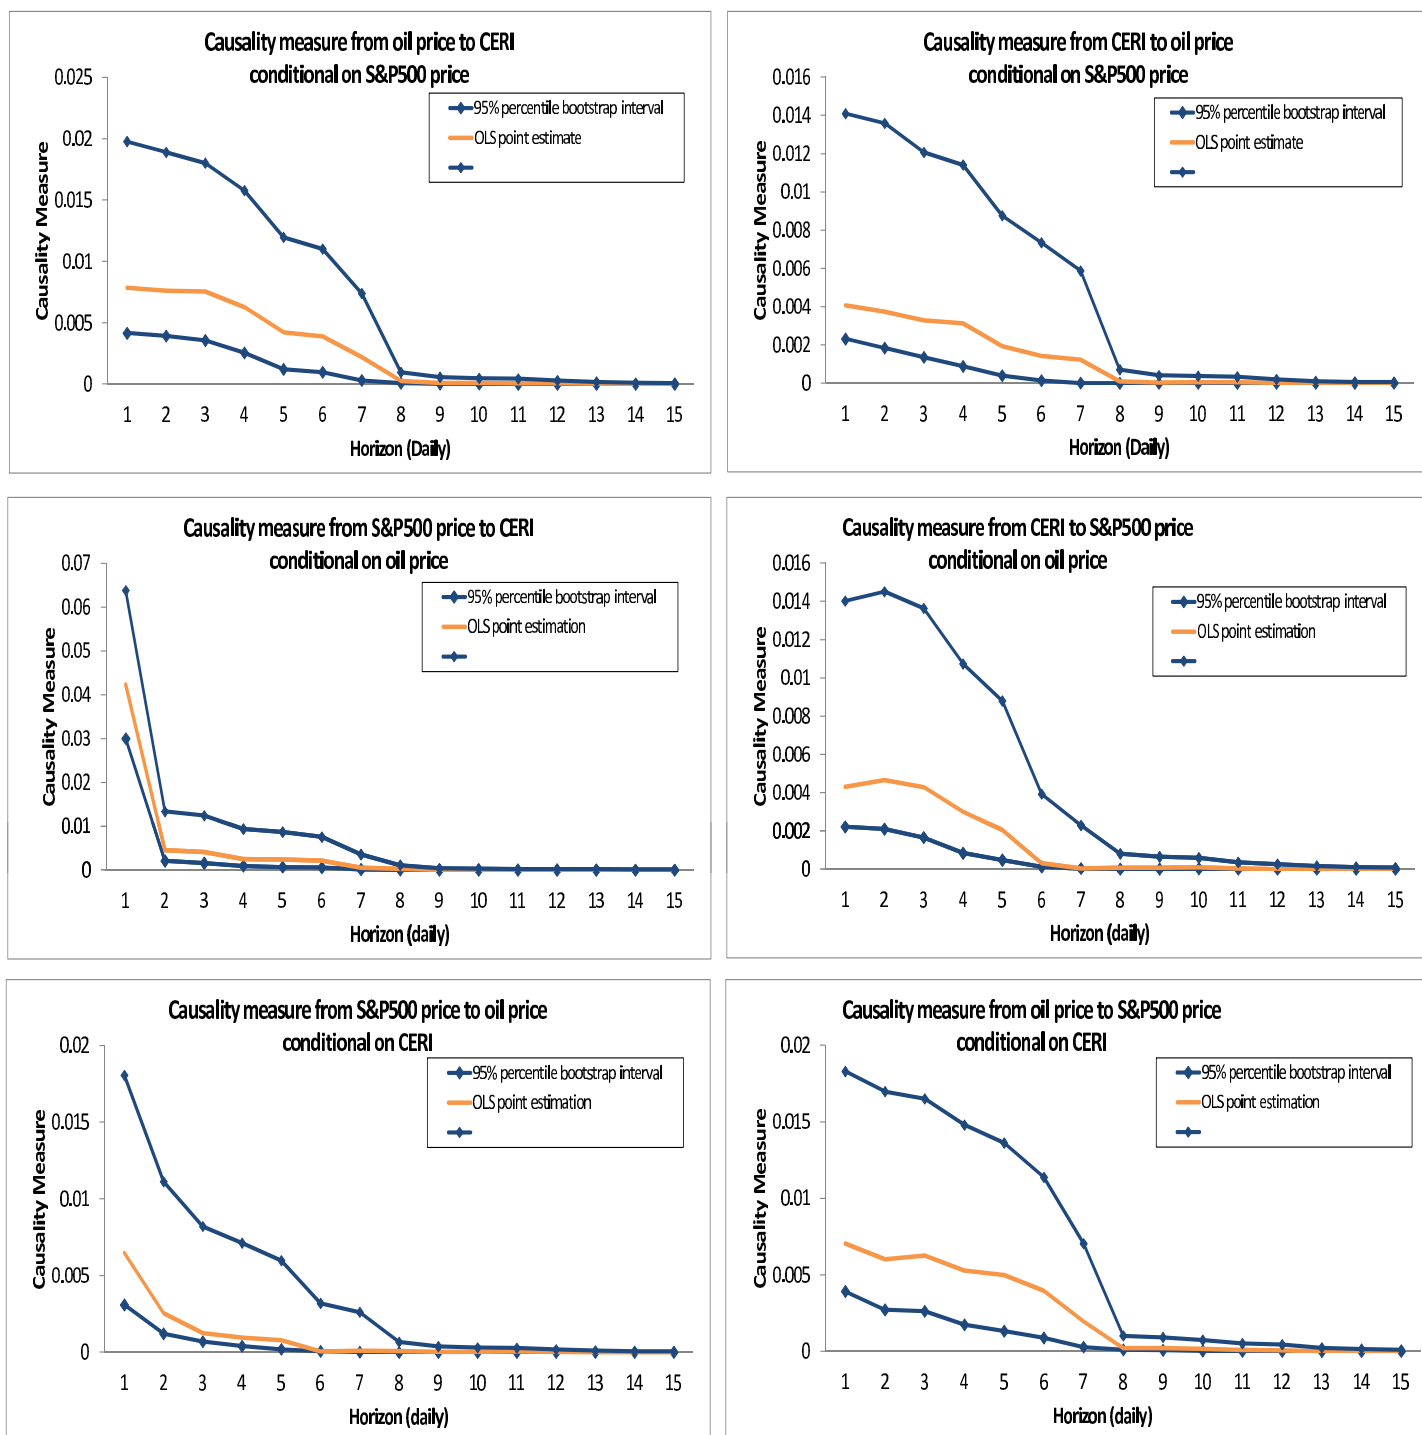 Causality measure from oil price to CERI
conditional on S&P500 price
0.025
0.02
0.015
0.01
0.005
0
Causality Measure
95% percentile bootstrap interval
OLS point estimate
1 2 3 4 5 6 7 8 9 10 11 12 13 14 15
Horizon (Daily)
Causality measure from CERI to oil price
conditional on S&P500 price
0.016
0.014
0.012
0.01
0.008
0.006
0.004
0.002
0
Causality Measure
95% percentile bootstrap interval
OLS point estimate
1 2 3 4 5 6 7 8 9 10 11 12 13 14 15
Horizon (Daily)
Causality measure from S&P500 price to CERI
conditional on oil price
0.07
0.06
0.05
0.04
0.03
0.02
0.01
0
Causality Measure
95% percentile bootstrap interval
OLS point estimation
1 2 3 4 5 6 7 8 9 10 11 12 13 14 15
Horizon (daily)
Causality measure from CERI to S&P500 price
conditional on oil price
0.016
0.014
0.012
0.01
0.008
0.006
0.004
0.002
0
Causality Measure
95% percentile bootstrap interval
OLS point estimation
1 2 3 4 5 6 7 8 9 10 11 12 13 14 15
Horizon (daily)
Causality measure from S&P500 price to oil price
conditional on CERI
0.02
0.015
0.01
0.005
0
Causality Measure
95% percentile bootstrap interval
OLS point estimation
1 2 3 4 5 6 7 8 9 10 11 12 13 14 15
Horizon (daily)
Causality measure from oil price to S&P500 price
conditional on CERI
0.02
0.015
0.01
0.005
0
Causality Measure
95% percentile bootstrap interval
OLS point estimation
1 2 3 4 5 6 7 8 9 10 11 12 13 14 15
Horizon (daily)